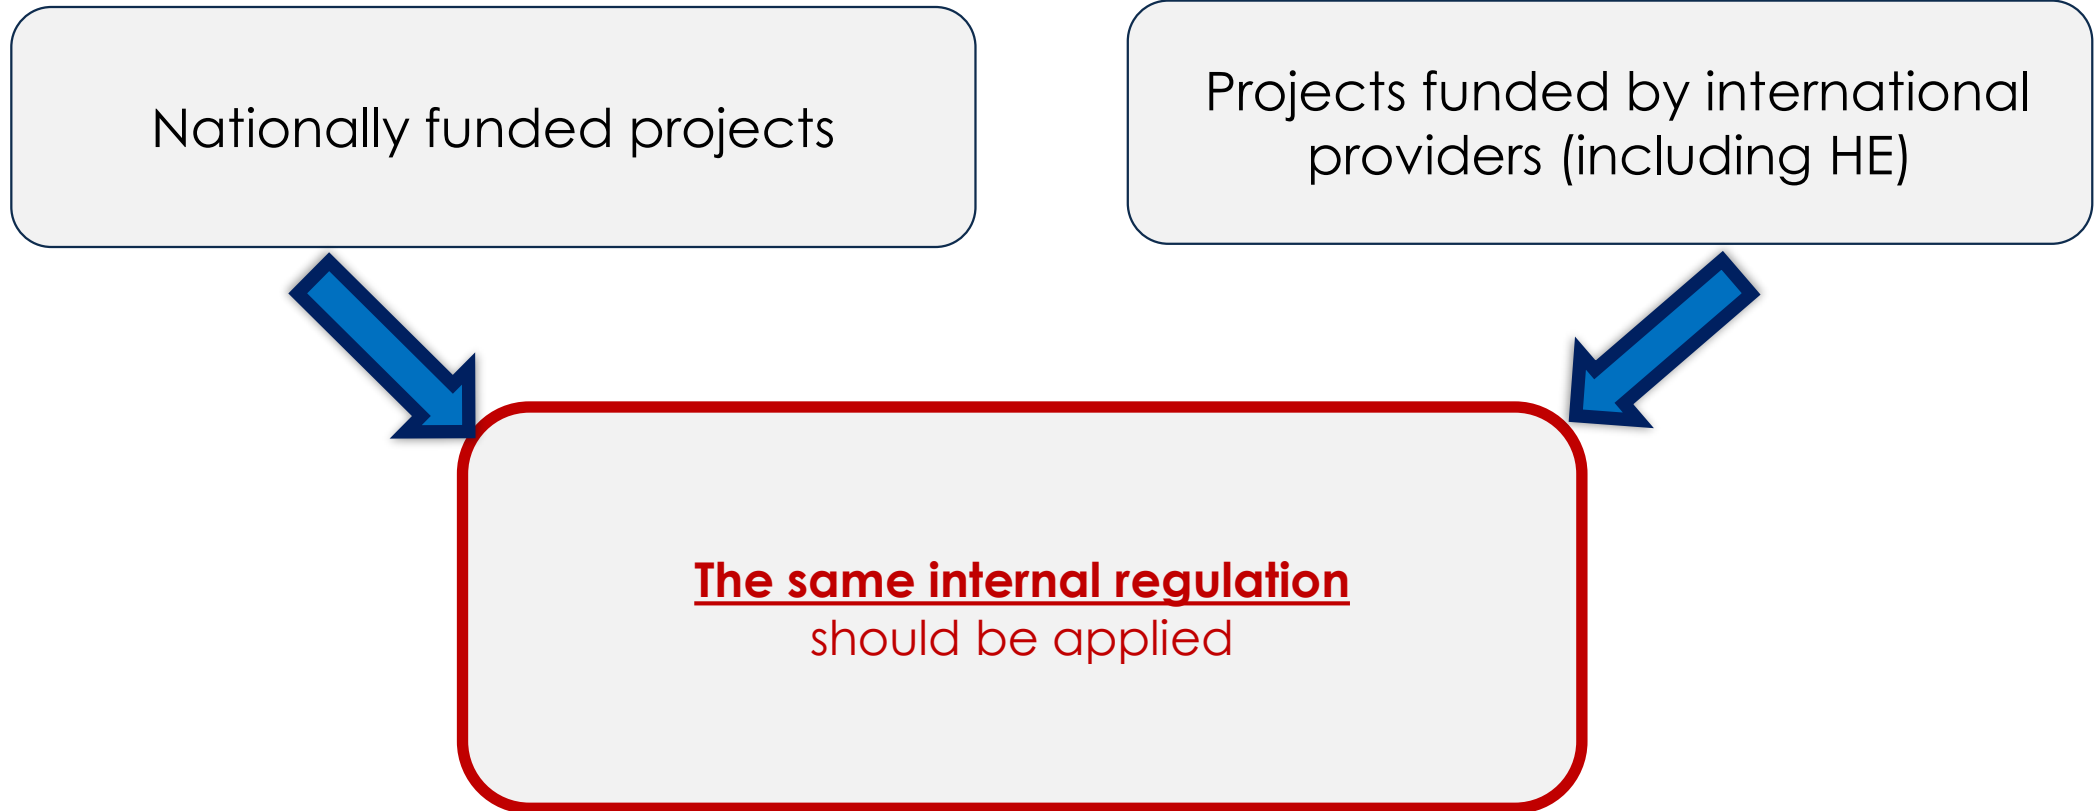 Nationally funded projects
Projects funded by international
providers (including HE)
The same internal regulation
should be applied